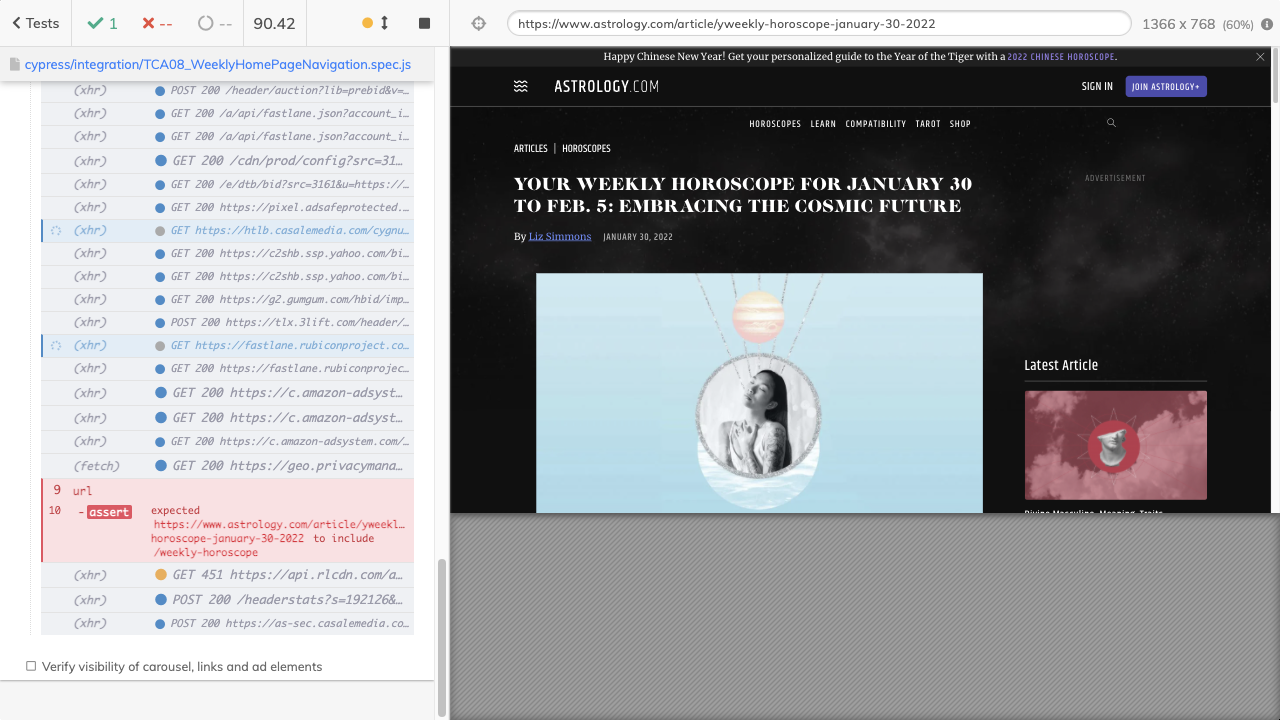 Tests
1
--
--
90.42
cypress/integration/TCA08_WeeklyHomePageNavigation.spec.js
(xhr) POST 200 /header/auction?lib=prebid&v=…
(xhr) GET 200 /a/api/fastlane.json?account_i…
(xhr) GET 200 /a/api/fastlane.json?account_i…
(xhr) GET 200 /cdn/prod/config?src=31…
(xhr) GET 200 /e/dtb/bid?src=3161&u=https://…
(xhr) GET 200 https://pixel.adsafeprotected.…
(xhr) GET https://htlb.casalemedia.com/cygnu…
(xhr) GET 200 https://c2shb.ssp.yahoo.com/bi…
(xhr) GET 200 https://c2shb.ssp.yahoo.com/bi…
(xhr) GET 200 https://g2.gumgum.com/hbid/imp…
(xhr) POST 200 https://tlx.3lift.com/header/…
(xhr) GET https://fastlane.rubiconproject.co…
(xhr) GET 200 https://fastlane.rubiconprojec…
(xhr) GET 200 https://c.amazon-adsyst…
(xhr) GET 200 https://c.amazon-adsyst…
(xhr) GET 200 https://c.amazon-adsystem.com/…
(fetch) GET 200 https://geo.privacymana…
9 url
10 -assert expected
https://www.astrology.com/article/yweekl…
horoscope-january-30-2022 to include
/weekly-horoscope
(xhr) GET 451 https://api.rlcdn.com/a…
(xhr) POST 200 /headerstats?s=192126&…
(xhr) POST 200 https://as-sec.casalemedia.co…
Verify visibility of carousel, links and ad elements
https://www.astrology.com/article/yweekly-horoscope-january-30-2022
1366 x 768 (60%)
Happy Chinese New Year! Get your personalized guide to the Year of the Tiger with a 2022 CHINESE HOROSCOPE.
ASTROLOGY.COM
SIGN IN
JOIN ASTROLOGY+
HOROSCOPES LEARN COMPATIBILITY TAROT SHOP
ARTICLES | HOROSCOPES
YOUR WEEKLY HOROSCOPE FOR JANUARY 30
TO FEB. 5: EMBRACING THE COSMIC FUTURE
By Liz Simmons JANUARY 30, 2022
ADVERTISEMENT
Latest Article
Divine Masculine: Meaning, Traits,